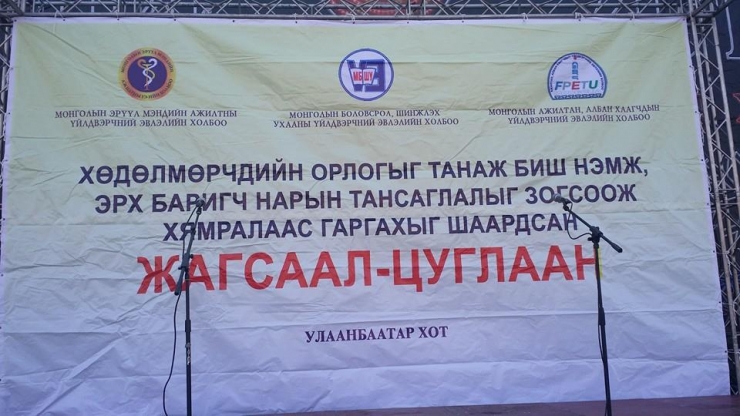 МБШУ
FPETU
МОНГОЛЫН ЭРҮҮЛ МЭНДИЙН АЖИЛТНЫ
ҮЙЛДВЭРЧНИЙ ЭВЛЭЛИЙН ХОЛБОО
МОНГОЛЫН БОЛОВСРОЛ, ШИНЖЛЭХ
УХААНЫ ҮЙЛДВЭРЧНИЙ ЭВЛЭЛИЙН ХОЛБОО
МОНГОЛЫН АЖИЛТАН, АЛБАН ХААГЧДЫН
ҮЙЛДВЭРЧНИЙ ЭВЛЭЛИЙН ХОЛБОО
ХӨДӨЛМӨРЧДИЙН ОРЛОГЫГ ТАНАЖ БИШ НЭМЖ,
ЭРХ БАРИГЧ НАРЫН ТАНСАГЛАЛЫГ ЗОГСООЖ
ХЯМРАЛААС ГАРГАХЫГ ШААРДСАН
ЖАГСААЛ-ЦУГЛААН
УЛААНБААТАР ХОТ